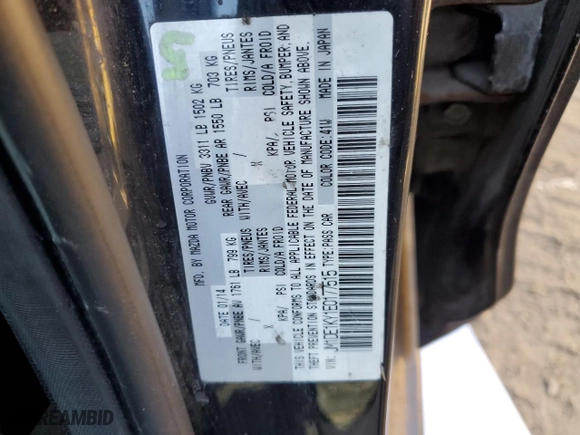 MFD. BY MAZDA MOTOR CORPORATION
DATE: 01/14 GVWR/PNBV 3311 LB 1502 KG
FRONT GAWR/PNBE AV 1761 LB 799 KG REAR GAWR/PNBE AR 1550 LB 703 KG
WITH/AVEC TIRES/PNEUS WITH/AVEC TIRES/PNEUS
/ X RIMS/JANTES / X RIMS/JANTES
KPA/ PSI COLD/A FROID KPA/ PSI COLD/A FROID
THIS VEHICLE CONFORMS TO ALL APPLICABLE FEDERAL MOTOR VEHICLE SAFETY, BUMPER, AND
THEFT PREVENTION STANDARDS IN EFFECT ON THE DATE OF MANUFACTURE SHOWN ABOVE.
VIN: JM1DE1KY1E0177515 TYPE:PASS CAR COLOR CODE:41W MADE IN JAPAN